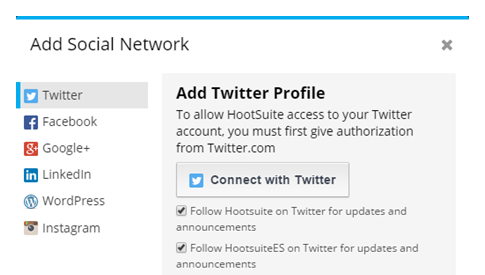 Add Social Network
Twitter
Facebook
Google+
LinkedIn
WordPress
Instagram
Add Twitter Profile
To allow HootSuite access to your Twitter
account, you must first give authorization
from Twitter.com
Connect with Twitter
Follow Hootsuite on Twitter for updates and
announcements
Follow HootsuiteES on Twitter for updates and
announcements